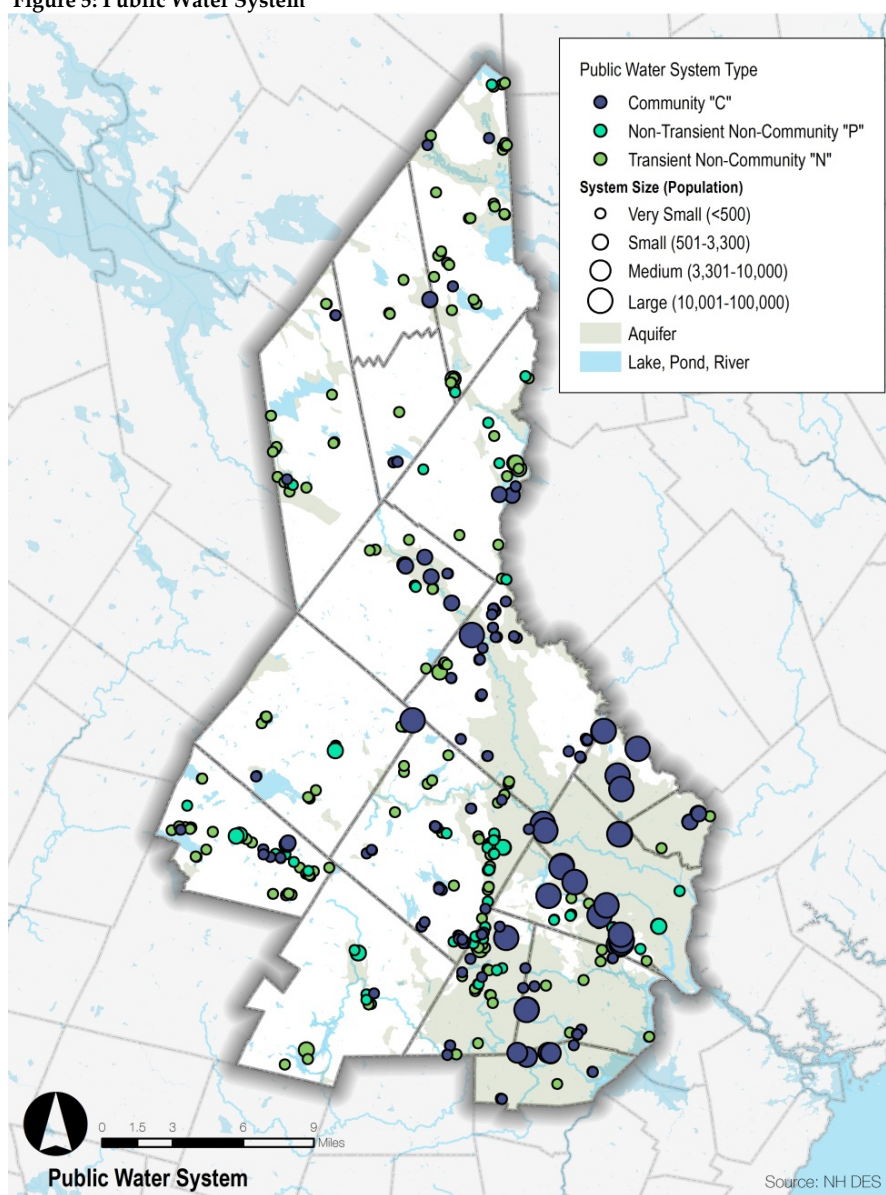 Figure 5: Public Water System
Public Water System Type
Community "C"
Non-Transient Non-Community "P"
Transient Non-Community "N"
System Size (Population)
Very Small (<500)
Small (501-3,300)
Medium (3,301-10,000)
Large (10,001-100,000)
Aquifer
Lake, Pond, River
0 1.5 3 6 9
Miles
Public Water System
Source: NH DES